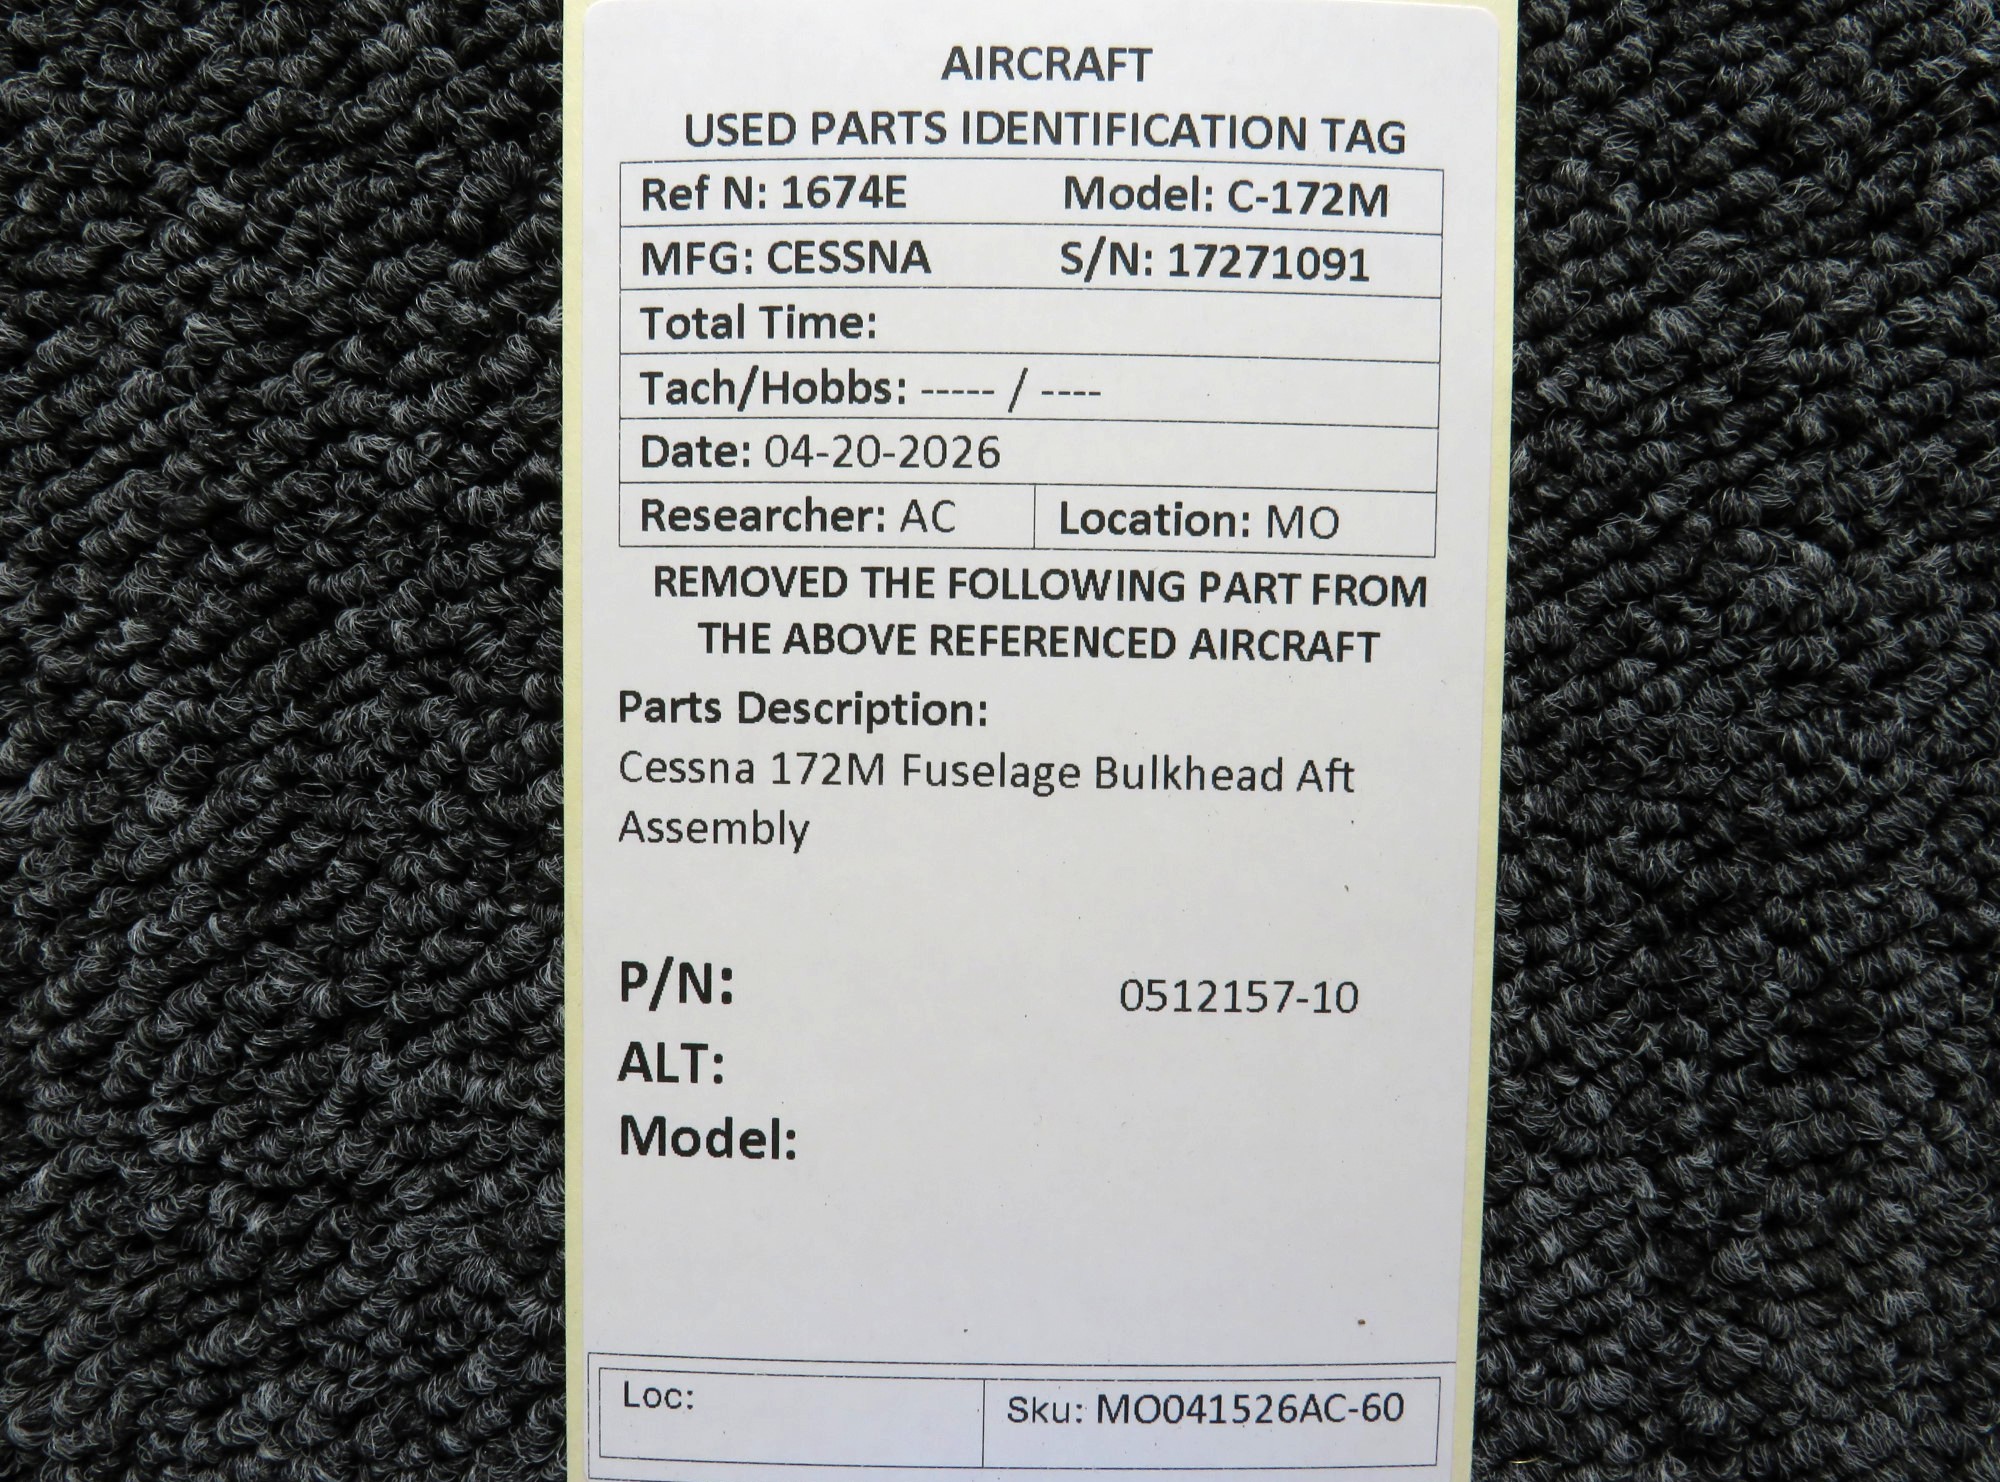 AIRCRAFT
USED PARTS IDENTIFICATION TAG
Ref N: 1674E Model: C-172M
MFG: CESSNA S/N: 17271091
Total Time:
Tach/Hobbs: ----- / ----
Date: 04-20-2026
Researcher: AC Location: MO
REMOVED THE FOLLOWING PART FROM
THE ABOVE REFERENCED AIRCRAFT
Parts Description:
Cessna 172M Fuselage Bulkhead Aft
Assembly
P/N: 0512157-10
ALT:
Model:
Loc: Sku: MO041526AC-60